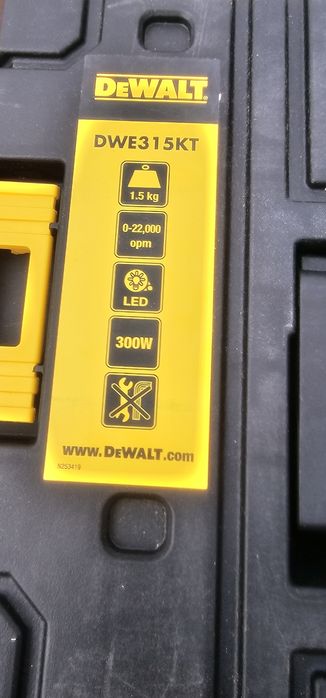 DEWALT®
DWE315KT
1.5 kg
0-22,000
opm
LED
300W
www.DEWALT.com
N253419